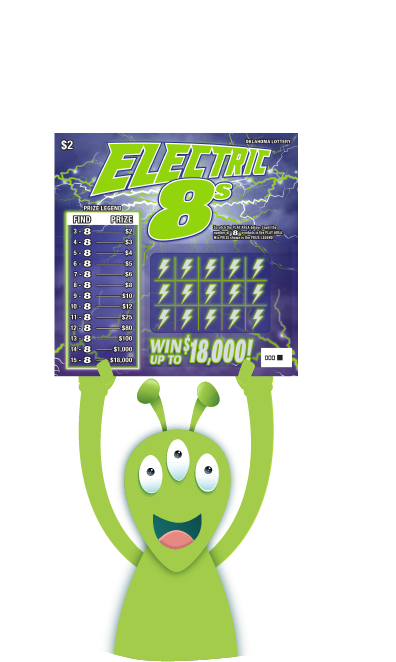 $2
OKLAHOMA LOTTERY
ELECTRIC
8s
PRIZE LEGEND
FIND PRIZE
3 - 8 $2
4 - 8 $3
5 - 8 $4
6 - 8 $5
7 - 8 $6
8 - 8 $8
9 - 8 $10
10 - 8 $12
11 - 8 $25
12 - 8 $80
13 - 8 $100
14 - 8 $1,000
15 - 8 $18,000
WIN
UP TO $18,000!